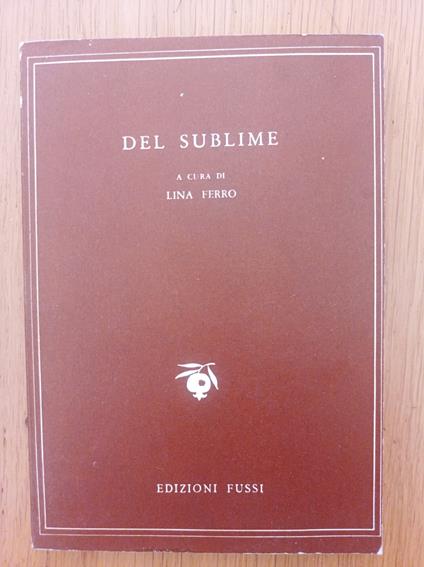 DEL SUBLIME
A CURA DI
LINA FERRO
EDIZIONI FUSSI